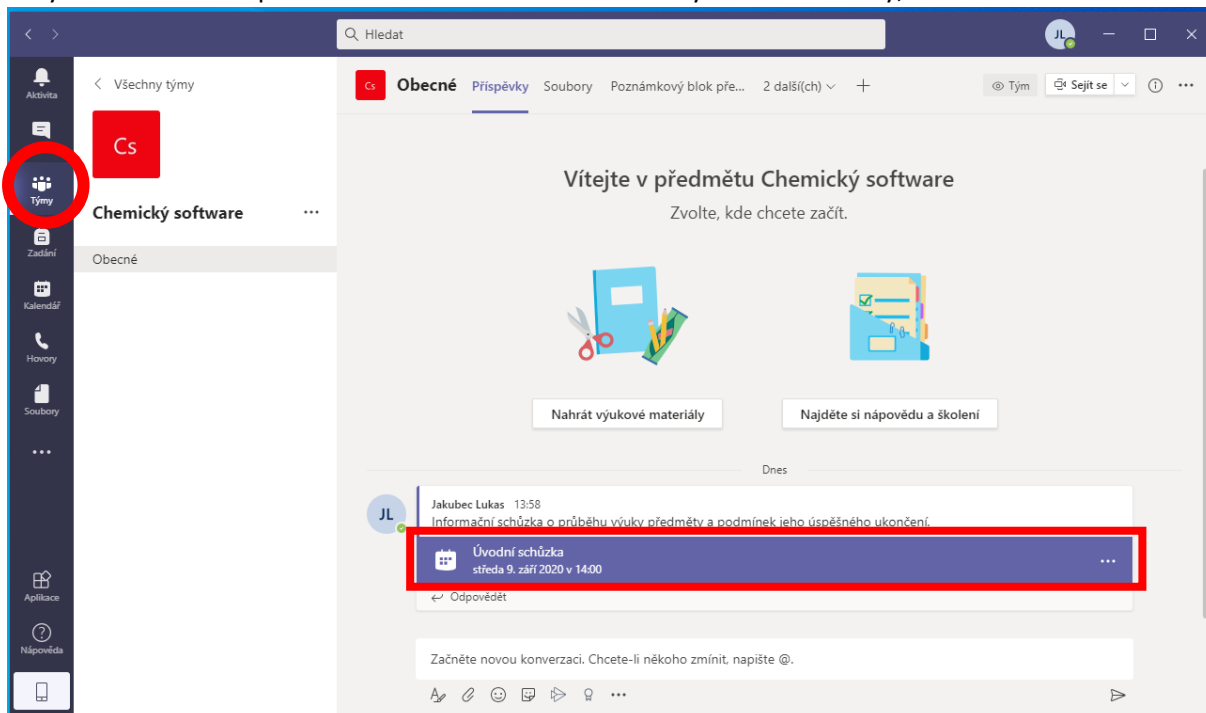 Hledat
JL
Aktivita
Týmy
Zadání
Kalendář
Hovory
Soubory
Aplikace
Nápověda
Všechny týmy
Cs
Chemický software
Obecné
Cs Obecné Příspěvky Soubory Poznámkový blok pře... 2 další(ch) Tým Sejít se
Vítejte v předmětu Chemický software
Zvolte, kde chcete začít.
Nahrát výukové materiály
Najděte si nápovědu a školení
Dnes
JL
Jakubec Lukas 13:58
Informační schůzka o průběhu výuky předměty a podmínek jeho úspěšného ukončení.
Úvodní schůzka
středa 9. září 2020 v 14:00
Odpovědět
Začněte novou konverzaci. Chcete-li někoho zmínit, napište @.